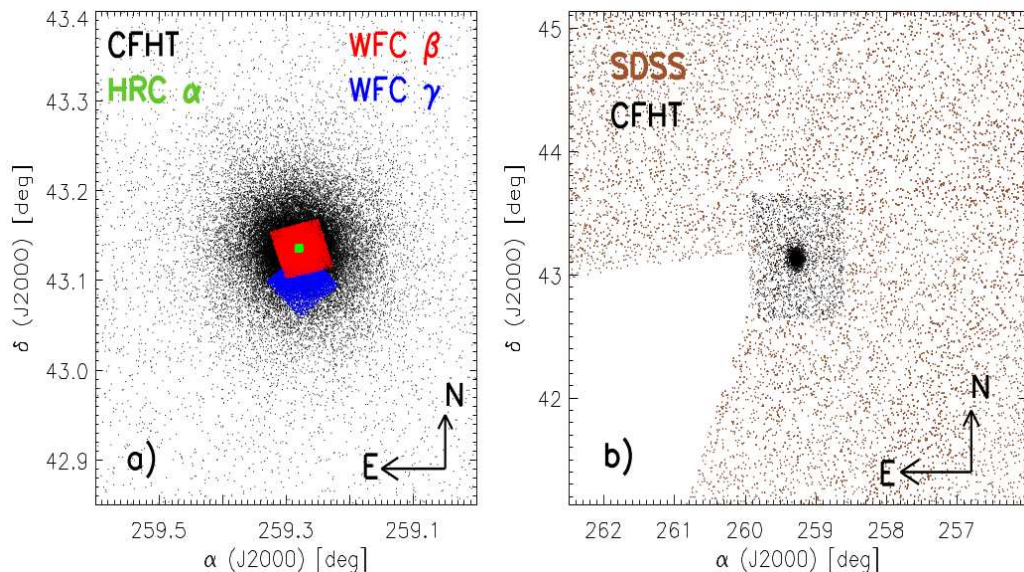 CFHT
WFC β
HRC α
WFC γ
43.4
43.3
43.2
43.1
43.0
42.9
δ (J2000) [deg]
a)
N
E
259.5
259.3
259.1
α (J2000) [deg]
SDSS
CFHT
45
44
43
42
δ (J2000) [deg]
b)
N
E
262
261
260
259
258
257
α (J2000) [deg]